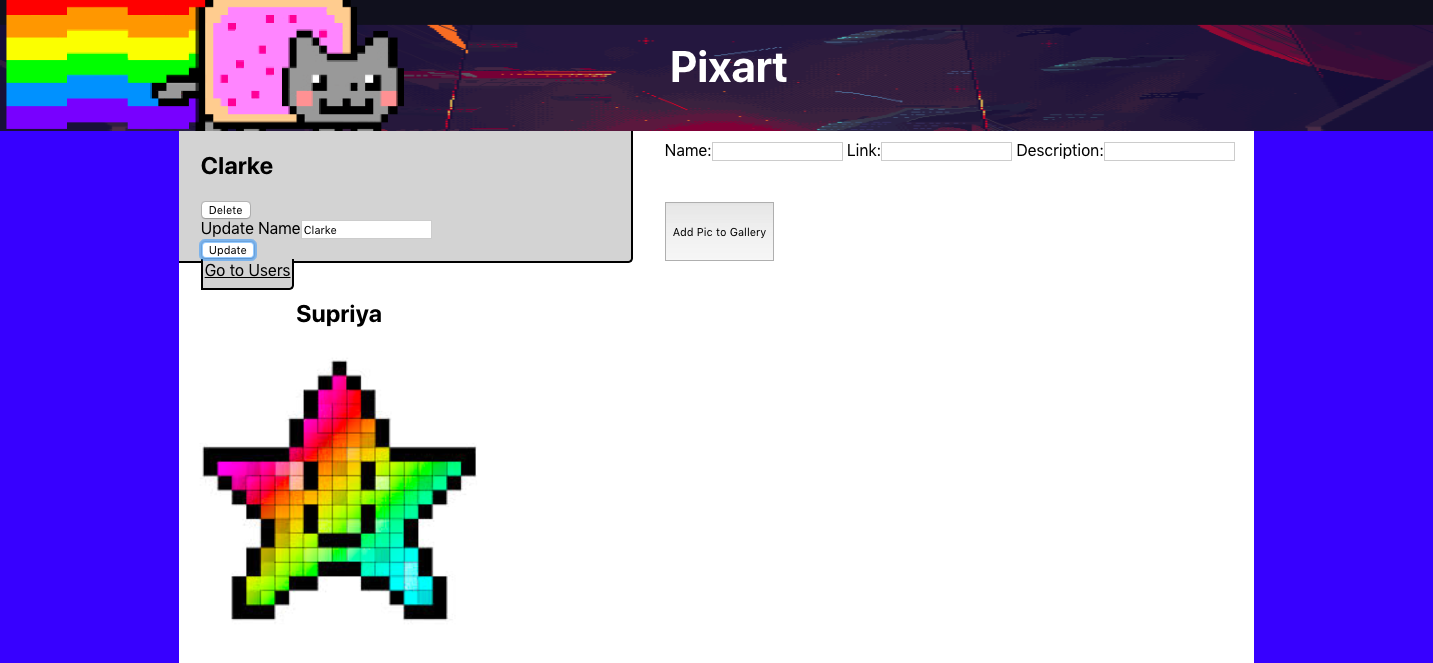 Pixart
Clarke
Delete
Update Name Clarke
Update
Go to Users
Name: Link: Description:
Add Pic to Gallery
Supriya